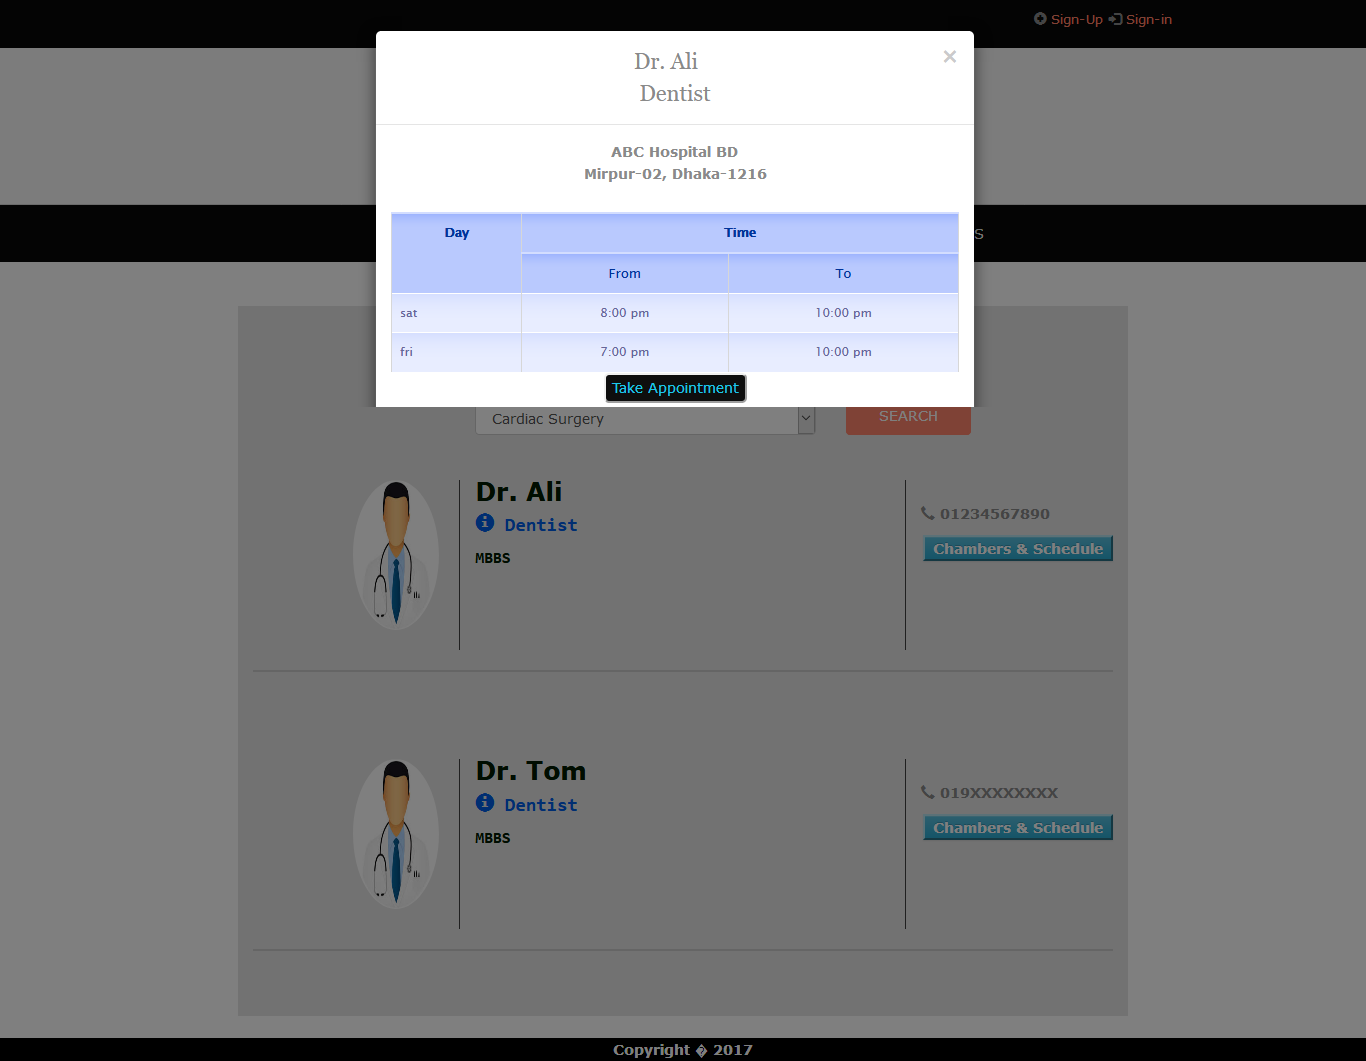 Sign-Up Sign-in
Dr. Ali
×
Dentist
ABC Hospital BD
Mirpur-02, Dhaka-1216
s
Day Time
From To
sat 8:00 pm 10:00 pm
fri 7:00 pm 10:00 pm
Take Appointment
Cardiac Surgery SEARCH
Dr. Ali
Dentist
MBBS
01234567890
Chambers & Schedule
Dr. Tom
Dentist
MBBS
019XXXXXXXX
Chambers & Schedule
Copyright � 2017